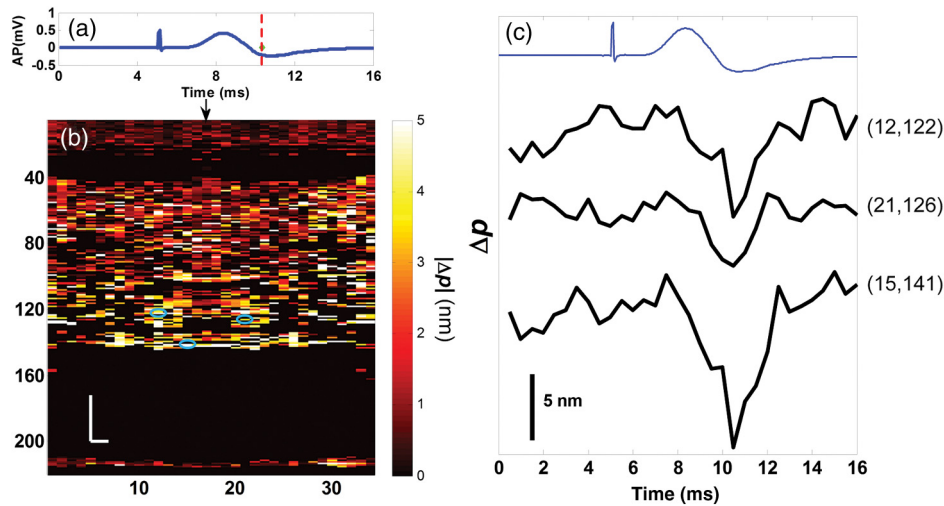 (a)
AP(mV)
1
0.5
0
-0.5
0 4 8 12 16
Time (ms)
(b)
40
80
120
160
200
10 20 30
5
4
3
2
1
0
|Δp| (nm)
(c)
(12,122)
(21,126)
(15,141)
Δp
5 nm
0 2 4 6 8 10 12 14 16
Time (ms)